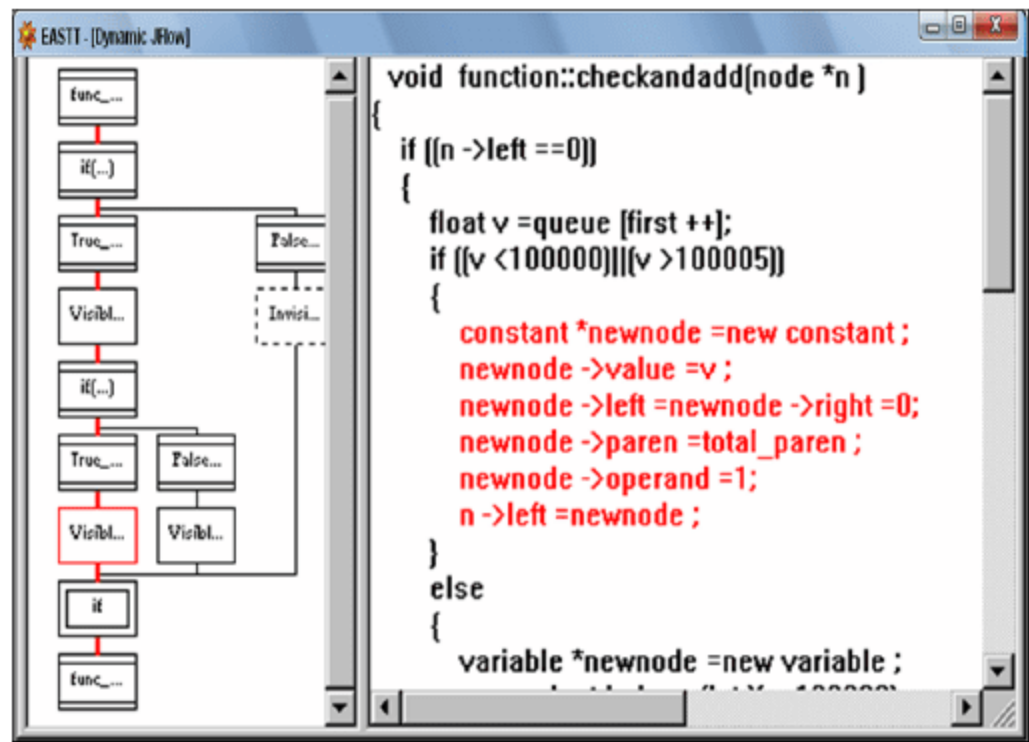 EASTT - [Dynamic JFlow]
func_...
if(...)
True_...
False...
Visibl...
Invisi...
if(...)
True_...
False...
Visibl...
Visibl...
if
func_...
void function::checkandadd(node *n )
{
if ((n ->left ==0))
{
float v =queue [first ++];
if ((v <100000)||(v >100005))
{
constant *newnode =new constant ;
newnode ->value =v ;
newnode ->left =newnode ->right =0;
newnode ->paren =total_paren ;
newnode ->operand =1;
n ->left =newnode ;
}
else
{
variable *newnode =new variable ;